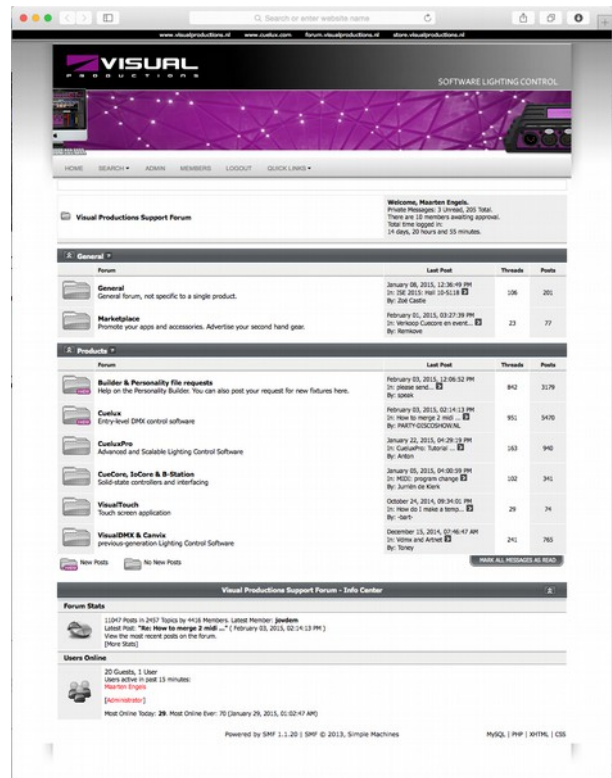 Search or enter website name
www.visualproductions.nl www.cuelux.com forum.visualproductions.nl store.visualproductions.nl
VISUAL
PRODUCTIONS
SOFTWARE LIGHTING CONTROL
HOME SEARCH ADMIN MEMBERS LOGOUT QUICK LINKS
Visual Productions Support Forum
Welcome, Maarten Engels.
Private Messages: 3 Unread, 205 Total.
There are 10 members awaiting approval.
Total time logged in:
14 days, 20 hours and 55 minutes.
General
Forum Last Post Threads Posts
General
General forum, not specific to a single product.
January 08, 2015, 12:36:49 PM
In: ISE 2015: Hall 10-S118
By: Zoë Castle
106 201
Marketplace
Promote your apps and accessories. Advertise your second hand gear.
February 01, 2015, 03:27:39 PM
In: Verkoop Cuecore en event...
By: Remkove
23 77
Products
Forum Last Post Threads Posts
Builder & Personality file requests
Help on the Personality Builder. You can also post your request for new fixtures here.
February 03, 2015, 12:06:52 PM
In: please send...
By: speak
842 3179
Cuelux
Entry-level DMX control software
February 03, 2015, 02:14:13 PM
In: How to merge 2 midi ...
By: PARTY-DISCOSHOW.NL
951 5470
CueluxPro
Advanced and Scalable Lighting Control Software
January 22, 2015, 04:29:19 PM
In: CueluxPro: Tutorial ...
By: Anton
163 940
CueCore, IoCore & B-Station
Solid-state controllers and interfacing
January 05, 2015, 04:00:59 PM
In: MIDI: program change
By: Jurriën de Klerk
102 341
VisualTouch
Touch screen application
October 24, 2014, 09:34:01 PM
In: How do I make a temp...
By: -bart-
29 74
VisualDMX & Canvix
previous-generation Lighting Control Software
December 15, 2014, 07:46:47 AM
In: Vdmx and Artnet
By: Toney
241 765
New Posts No New Posts
MARK ALL MESSAGES AS READ
Visual Productions Support Forum - Info Center
Forum Stats
11047 Posts in 2457 Topics by 4416 Members. Latest Member: jowdem
Latest Post: "Re: How to merge 2 midi ..." ( February 03, 2015, 02:14:13 PM )
View the most recent posts on the forum.
[More Stats]
Users Online
20 Guests, 1 User
Users active in past 15 minutes:
Maarten Engels
[Administrator]
Most Online Today: 29. Most Online Ever: 70 (January 29, 2015, 01:02:47 AM)
Powered by SMF 1.1.20 | SMF © 2013, Simple Machines
MySQL | PHP | XHTML | CSS